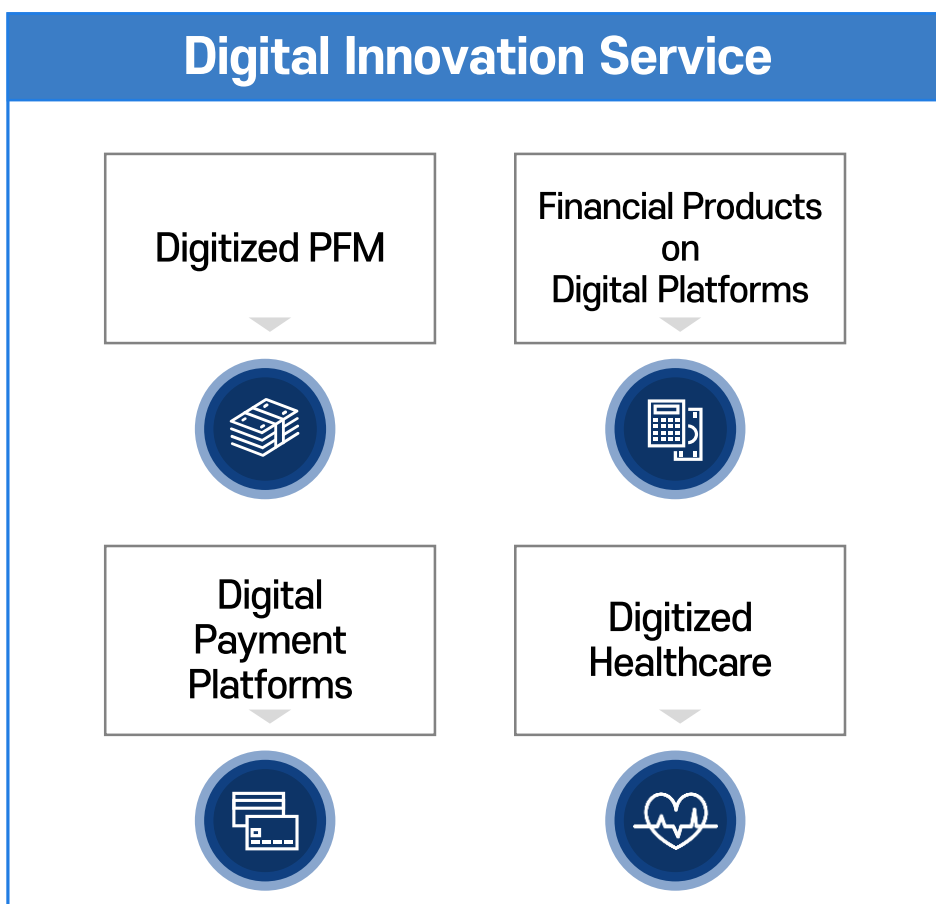 Digital Innovation Service
Digitized PFM
Financial Products
on
Digital Platforms
Digital
Payment
Platforms
Digitized
Healthcare